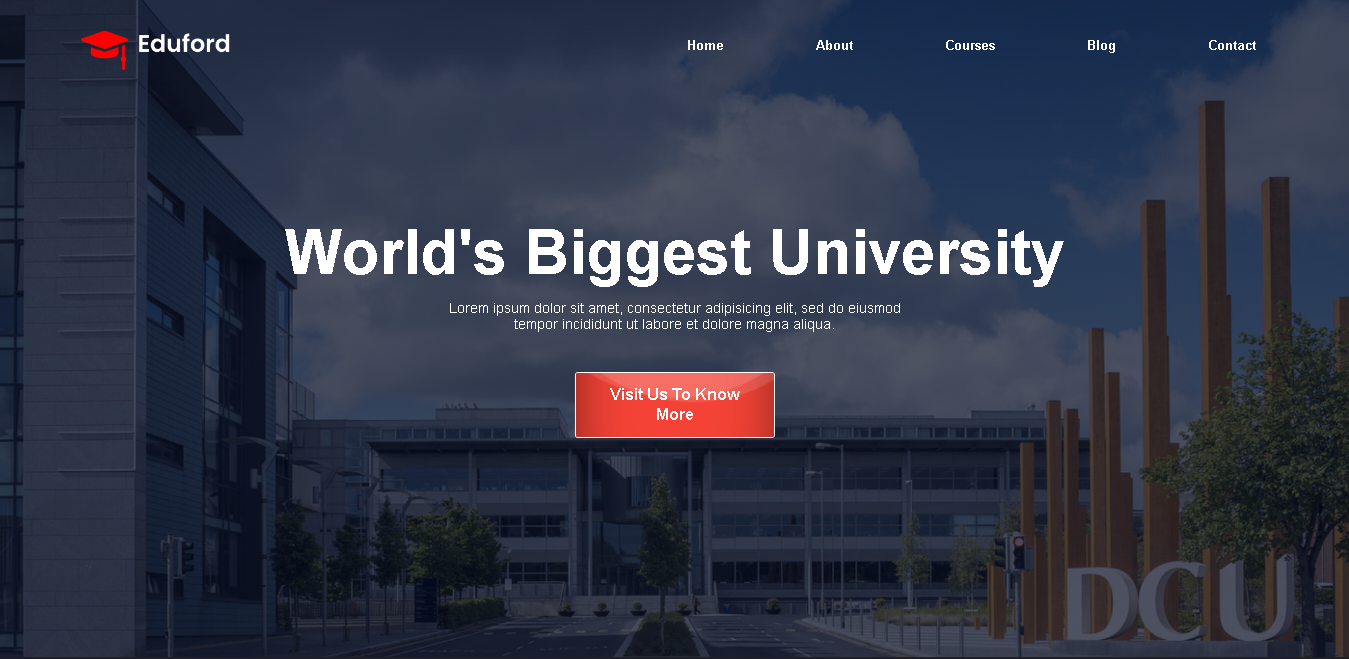 Eduford
Home About Courses Blog Contact
World's Biggest University
Lorem ipsum dolor sit amet, consectetur adipisicing elit, sed do eiusmod
tempor incididunt ut labore et dolore magna aliqua.
Visit Us To Know
More
DCU